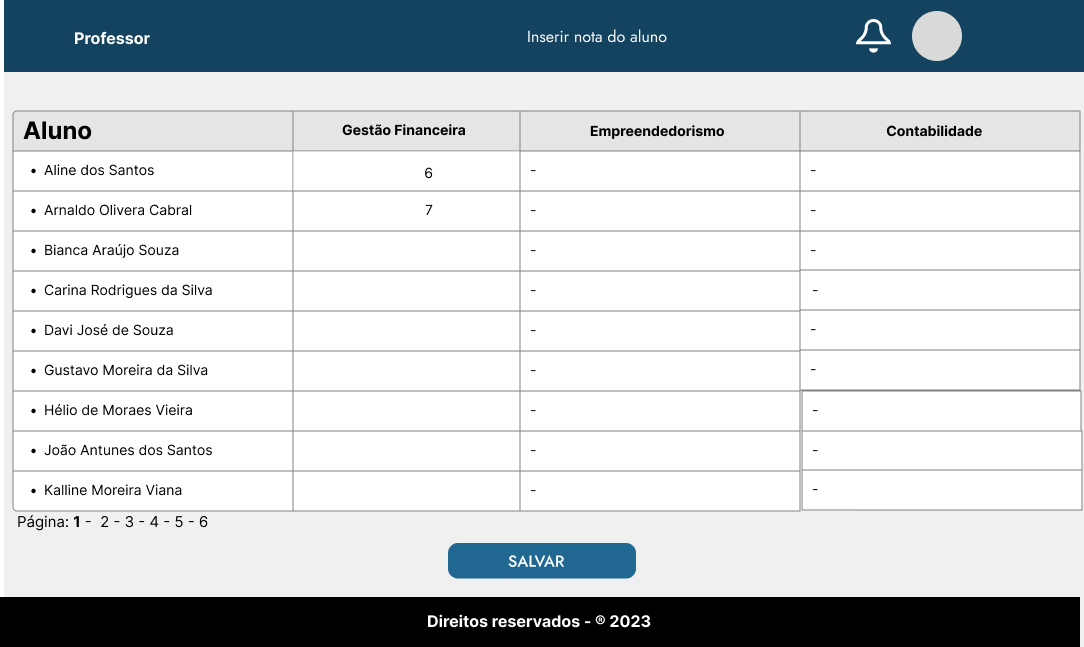 Professor Inserir nota do aluno
Aluno Gestão Financeira Empreendedorismo Contabilidade
• Aline dos Santos 6 - -
• Arnaldo Olivera Cabral 7 - -
• Bianca Araújo Souza - -
• Carina Rodrigues da Silva - -
• Davi José de Souza - -
• Gustavo Moreira da Silva - -
• Hélio de Moraes Vieira - -
• João Antunes dos Santos - -
• Kalline Moreira Viana - -
Página: 1 - 2 - 3 - 4 - 5 - 6
SALVAR
Direitos reservados - ® 2023